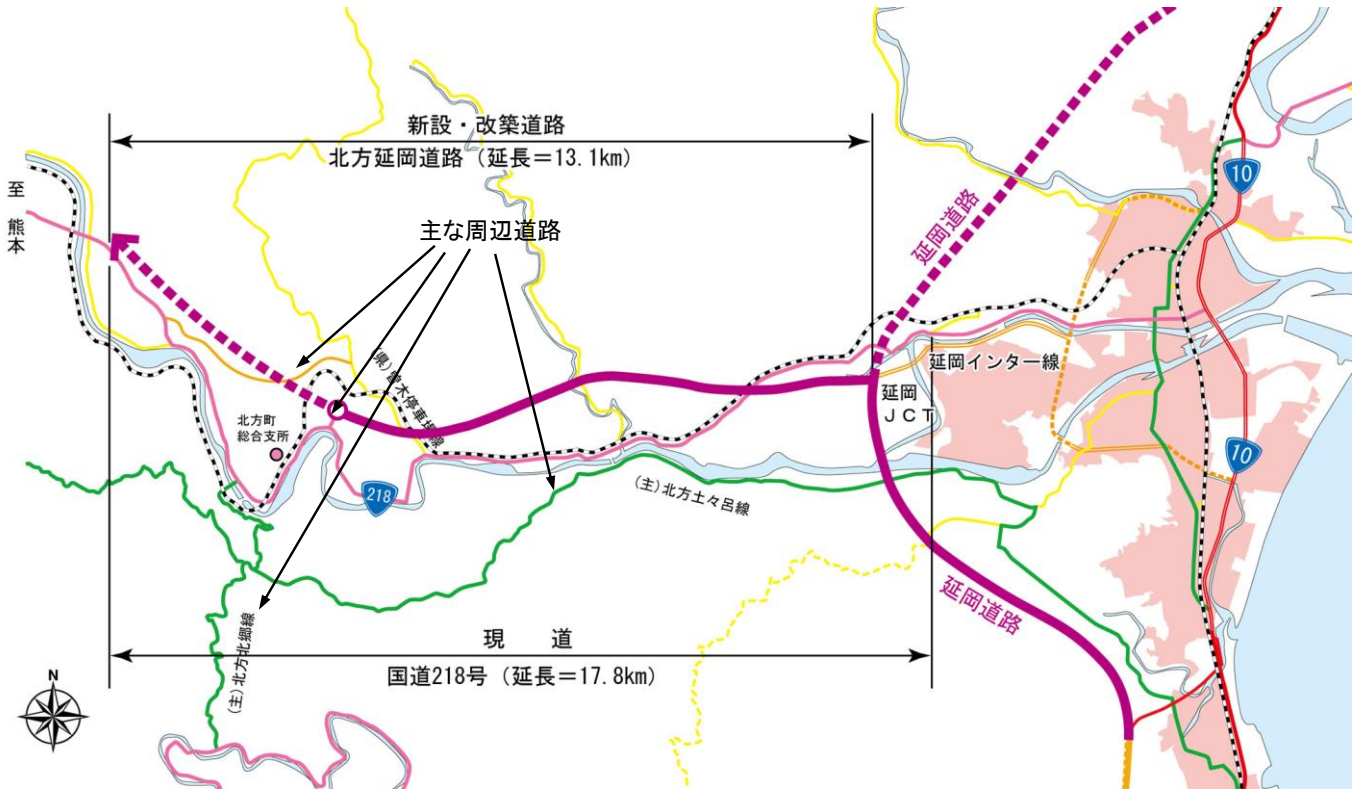 新設・改築道路
北方延岡道路（延長＝13.1km）
至
熊本
主な周辺道路
延岡道路
10
(県)曽木停車場線
延岡インター線
延岡
JCT
北方町
総合支所
218
10
(主)北方土々呂線
延岡道路
(主)北方北郷線
現　道
国道218号（延長＝17.8km）
N